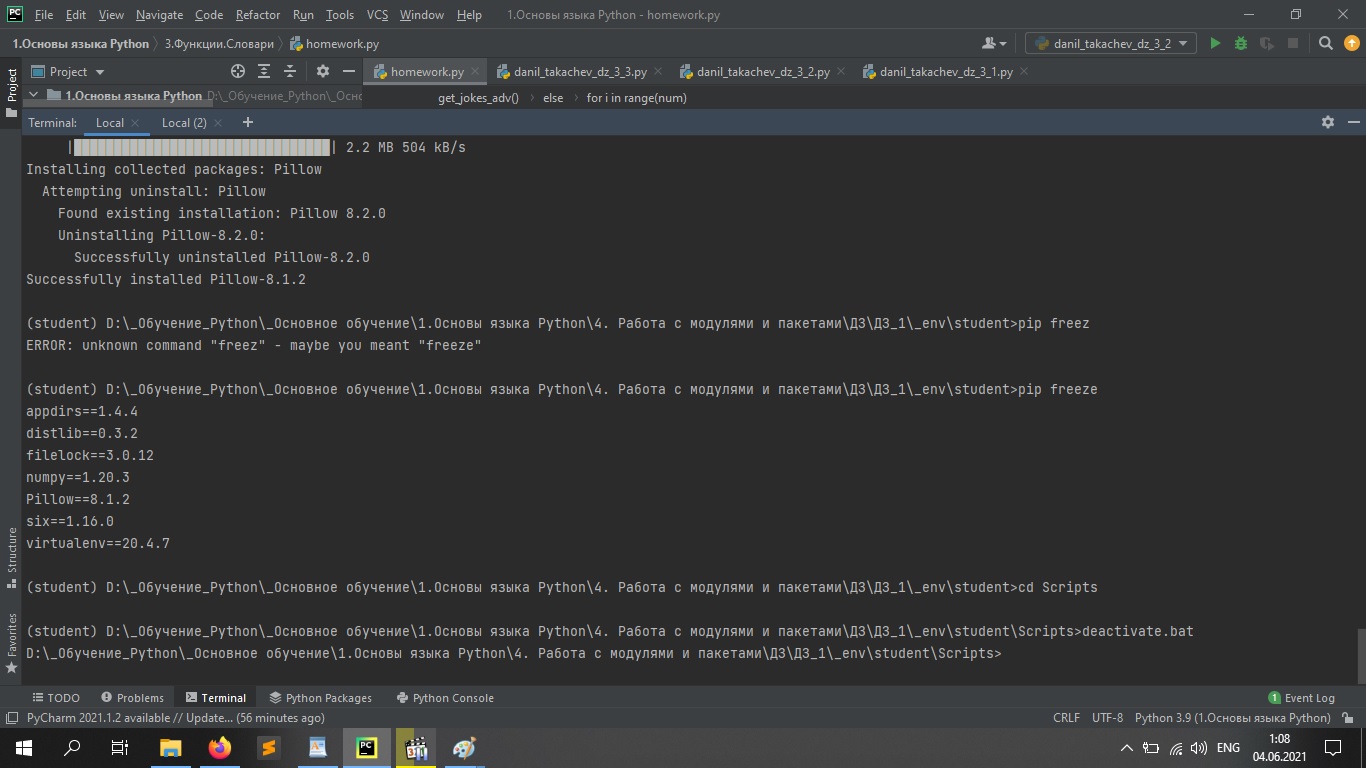 File Edit View Navigate Code Refactor Run Tools VCS Window Help 1.Основы языка Python - homework.py
1.Основы языка Python 3.Функции.Словари homework.py danil_takachev_dz_3_2
Project Project homework.py danil_takachev_dz_3_3.py danil_takachev_dz_3_2.py danil_takachev_dz_3_1.py
1.Основы языка Python D:\_Обучение_Python\_Осно get_jokes_adv() else for i in range(num)
Terminal: Local Local (2)
2.2 MB 504 kB/s
Installing collected packages: Pillow
Attempting uninstall: Pillow
Found existing installation: Pillow 8.2.0
Uninstalling Pillow-8.2.0:
Successfully uninstalled Pillow-8.2.0
Successfully installed Pillow-8.1.2
(student) D:\_Обучение_Python\_Основное обучение\1.Основы языка Python\4. Работа с модулями и пакетами\ДЗ\ДЗ_1\_env\student>pip freez
ERROR: unknown command "freez" - maybe you meant "freeze"
(student) D:\_Обучение_Python\_Основное обучение\1.Основы языка Python\4. Работа с модулями и пакетами\ДЗ\ДЗ_1\_env\student>pip freeze
appdirs==1.4.4
distlib==0.3.2
filelock==3.0.12
numpy==1.20.3
Pillow==8.1.2
six==1.16.0
virtualenv==20.4.7
(student) D:\_Обучение_Python\_Основное обучение\1.Основы языка Python\4. Работа с модулями и пакетами\ДЗ\ДЗ_1\_env\student>cd Scripts
(student) D:\_Обучение_Python\_Основное обучение\1.Основы языка Python\4. Работа с модулями и пакетами\ДЗ\ДЗ_1\_env\student\Scripts>deactivate.bat
D:\_Обучение_Python\_Основное обучение\1.Основы языка Python\4. Работа с модулями и пакетами\ДЗ\ДЗ_1\_env\student\Scripts>
Structure
Favorites
TODO Problems Terminal Python Packages Python Console 1 Event Log
PyCharm 2021.1.2 available // Update... (56 minutes ago) CRLF UTF-8 Python 3.9 (1.Основы языка Python)
ENG 1:08
04.06.2021